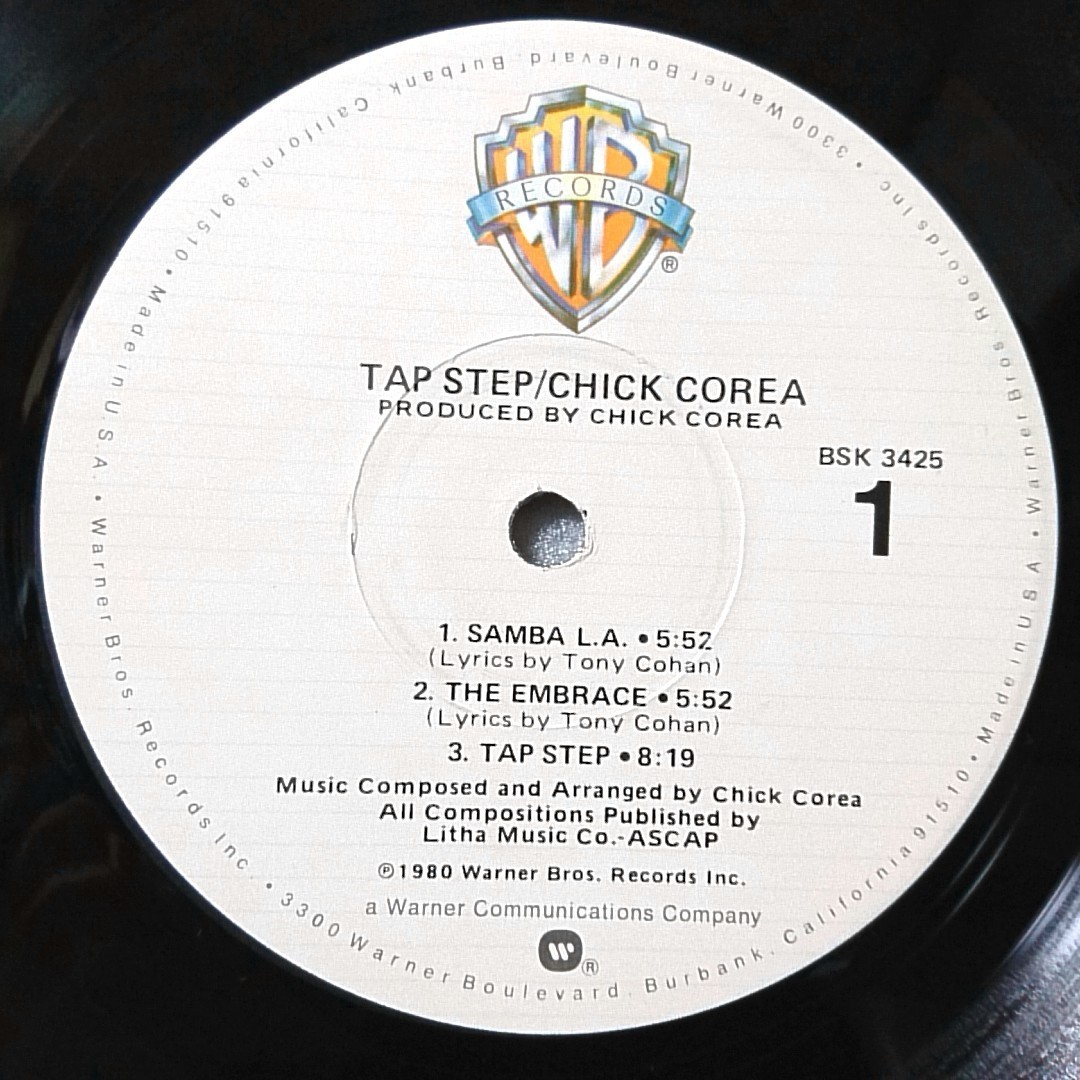 WB
RECORDS
®
TAP STEP/CHICK COREA
PRODUCED BY CHICK COREA
BSK 3425
1
1. SAMBA L.A. • 5:52
(Lyrics by Tony Cohan)
2. THE EMBRACE • 5:52
(Lyrics by Tony Cohan)
3. TAP STEP • 8:19
Music Composed and Arranged by Chick Corea
All Compositions Published by
Litha Music Co.-ASCAP
℗1980 Warner Bros. Records Inc.
a Warner Communications Company
W®
Warner Bros. Records Inc. • 3300 Warner Boulevard. Burbank. California 91510 • Made in U S A • Warner Bros. Records Inc • 3300 Warner Boulevard. Burbank. California 91510 • Made in U.S.A. •